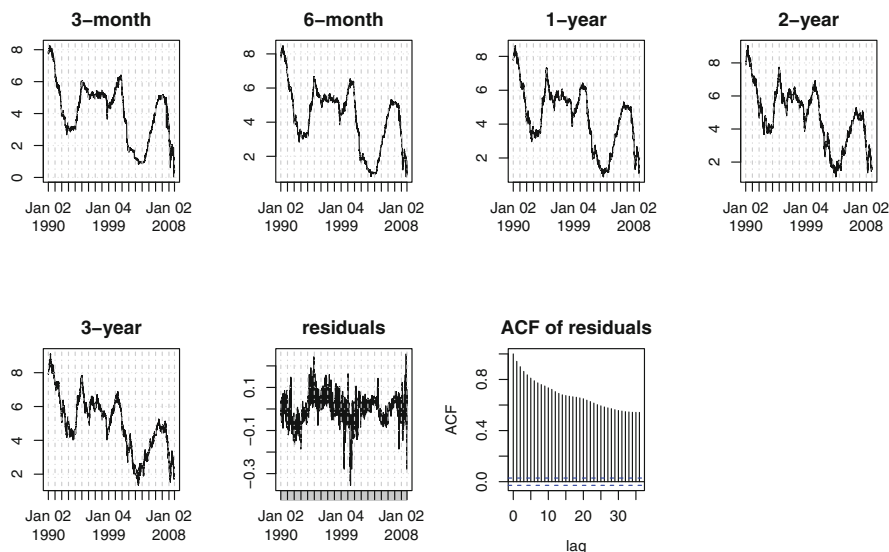 3−month
8
6
4
2
0
Jan 02
1990
Jan 04
1999
Jan 02
2008
6−month
8
6
4
2
Jan 02
1990
Jan 04
1999
Jan 02
2008
1−year
8
6
4
2
Jan 02
1990
Jan 04
1999
Jan 02
2008
2−year
8
6
4
2
Jan 02
1990
Jan 04
1999
Jan 02
2008
3−year
8
6
4
2
Jan 02
1990
Jan 04
1999
Jan 02
2008
residuals
0.1
−0.1
−0.3
Jan 02
1990
Jan 04
1999
Jan 02
2008
ACF of residuals
ACF
0.8
0.4
0.0
0 10 20 30
lag